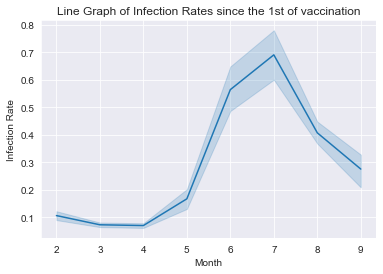 Line Graph of Infection Rates since the 1st of vaccination
0.8
0.7
0.6
0.5
0.4
0.3
0.2
0.1
Infection Rate
2 3 4 5 6 7 8 9
Month